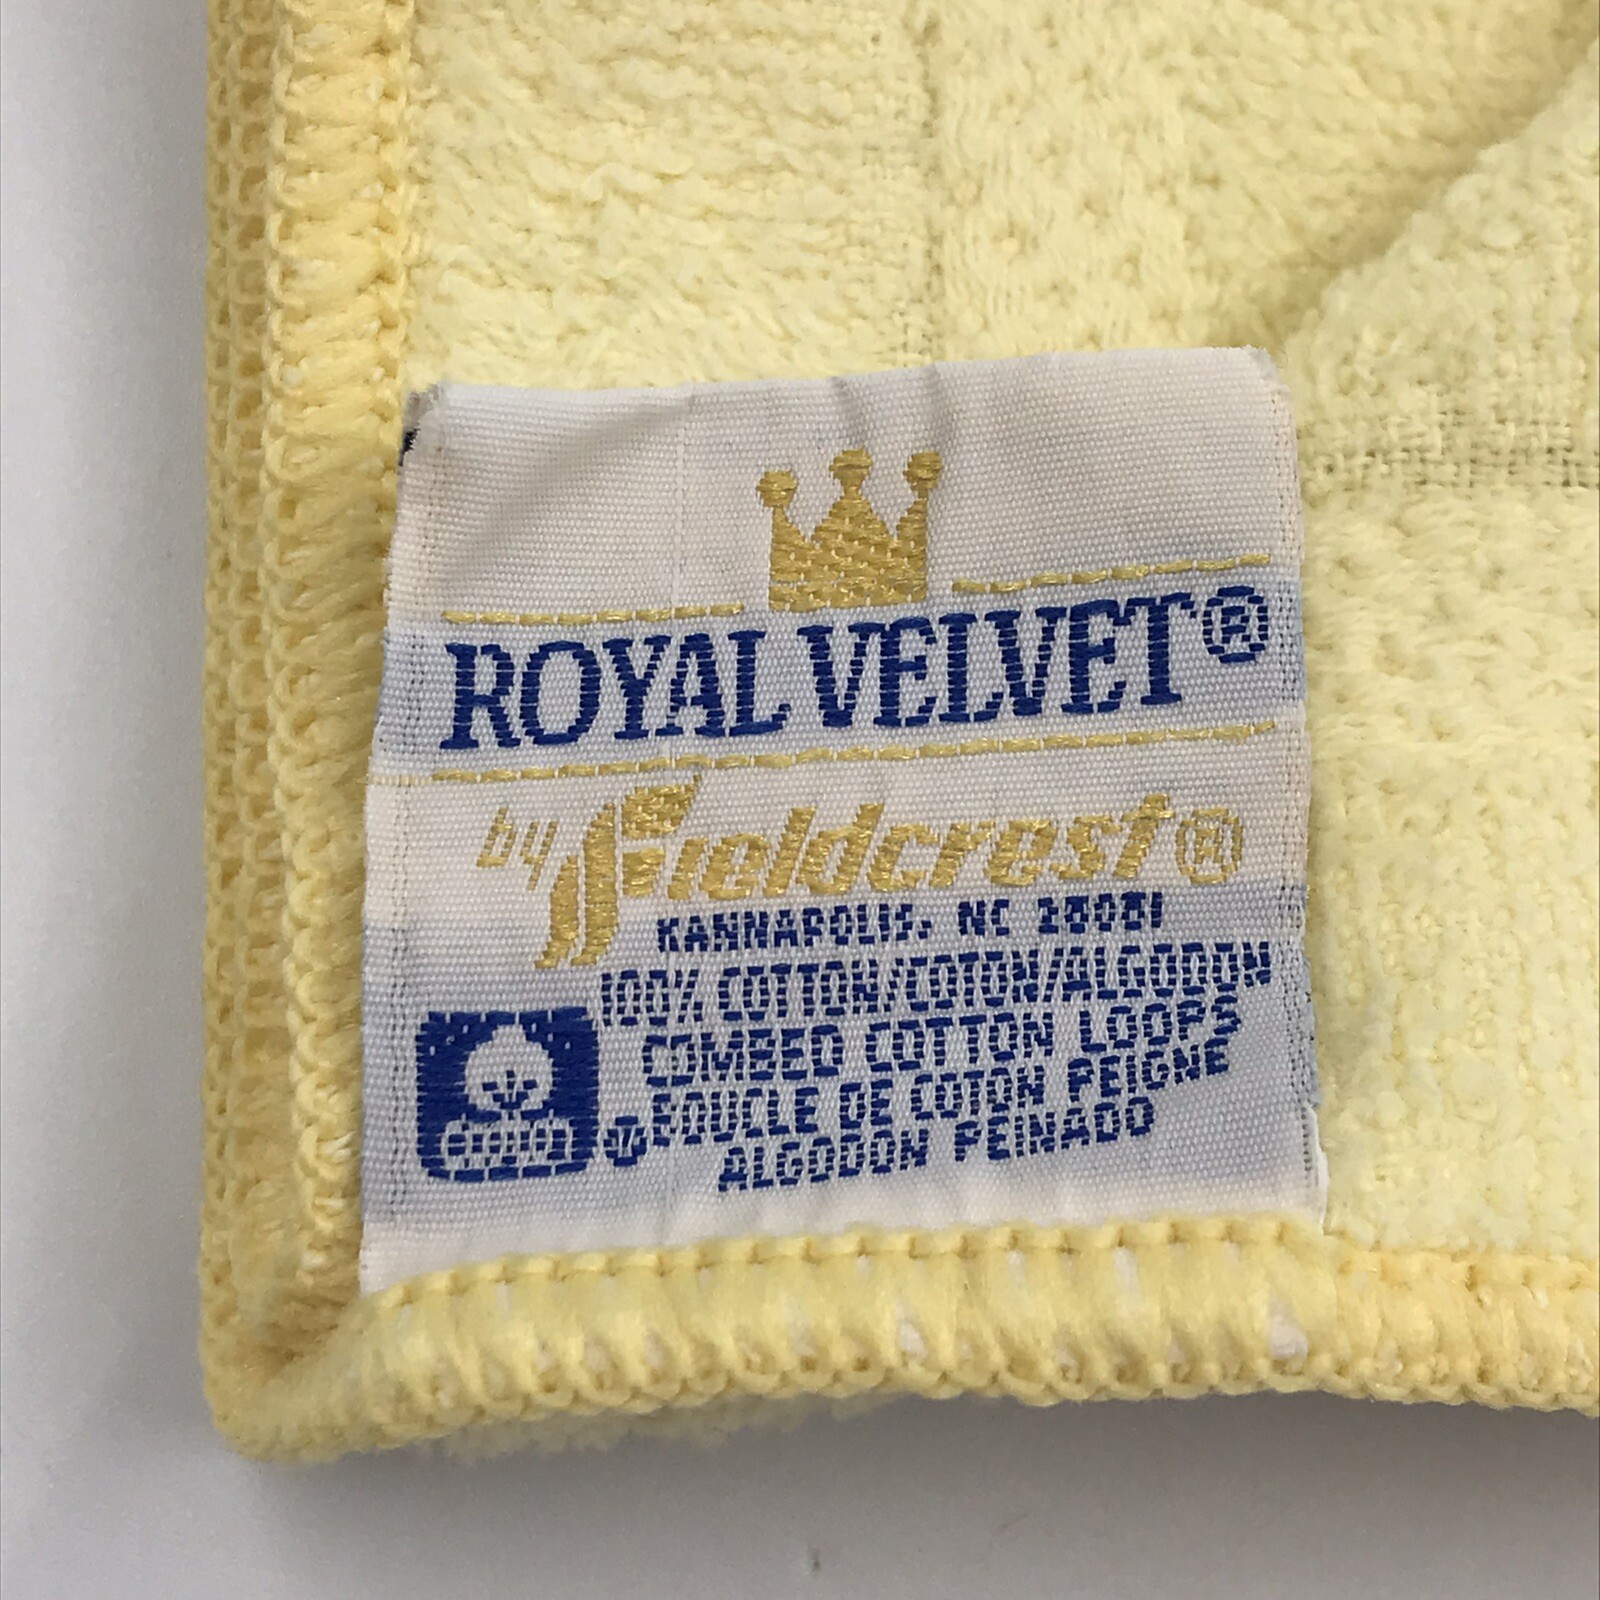 ROYAL VELVET®
by Fieldcrest®
KANNAPOLIS, NC 28081
100% COTTON/COTON/ALGODON
COMBED COTTON LOOPS
BOUCLE DE COTON PEIGNE
ALGODON PEINADO